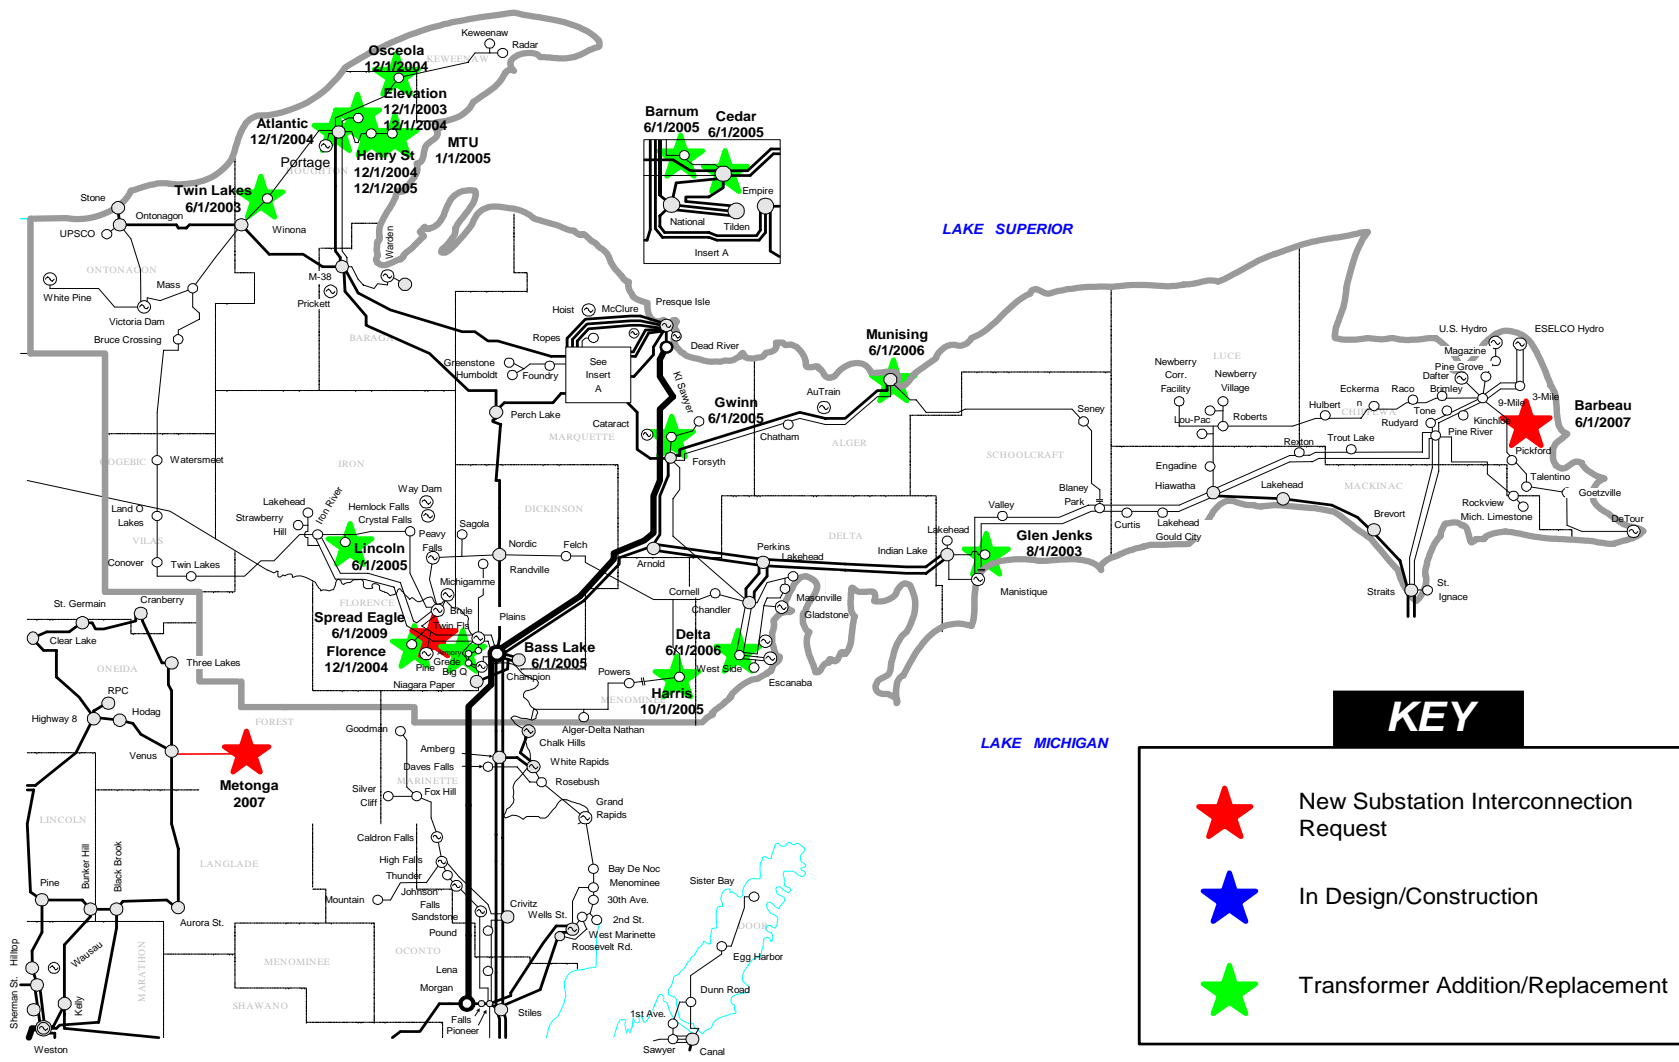 Keweenaw
Radar
Osceola
12/1/2004
KEWEENAW
Elevation
12/1/2003
12/1/2004
Atlantic
12/1/2004
Portage
HOUGHTON
Henry St
12/1/2004
12/1/2005
MTU
1/1/2005
Twin Lakes
6/1/2003
Stone
Ontonagon
UPSCO
Winona
ONTONAGON
White Pine
Mass
Victoria Dam
Bruce Crossing
M-38
Prickett
Warden
BARAGA
Barnum
6/1/2005
Cedar
6/1/2005
Empire
National
Tilden
Insert A
LAKE SUPERIOR
Hoist
McClure
Presque Isle
Ropes
Dead River
Greenstone
Humboldt
Foundry
See
Insert
A
KI Sawyer
Perch Lake
Cataract
MARQUETTE
Gwinn
6/1/2005
Forsyth
Munising
6/1/2006
AuTrain
Chatham
ALGER
Seney
SCHOOLCRAFT
LUCE
Newberry
Corr.
Facility
Newberry
Village
Lou-Pac
Roberts
Engadine
Hiawatha
Hulbert
Eckerma
n
Raco
CHIPPEWA
Brimley
Dafter
Pine Grove
Magazine
U.S. Hydro
ESELCO Hydro
3-Mile
9-Mile
Tone
Rudyard
Kinchloe
Pine River
Trout Lake
Rexton
Barbeau
6/1/2007
Pickford
Talentino
Goetzville
Rockview
Mich. Limestone
DeTour
MACKINAC
Lakehead
Brevort
Straits
St.
Ignace
Blaney
Park
Curtis
Lakehead
Gould City
Valley
Glen Jenks
8/1/2003
Lakehead
Indian Lake
Manistique
DELTA
Perkins
Lakehead
Arnold
Cornell
Chandler
Masonville
Gladstone
Delta
6/1/2006
West Side
Escanaba
Harris
10/1/2005
Powers
MENOMINEE
Alger-Delta Nathan
GOGEBIC
Watersmeet
Land O
Lakes
VILAS
Conover
Twin Lakes
IRON
Lakehead
Strawberry
Hill
Iron River
Hemlock Falls
Crystal Falls
Way Dam
Peavy
Falls
Lincoln
6/1/2005
Sagola
Nordic
Randville
Felch
DICKINSON
Michigamme
FLORENCE
Brule
Twin Fls
Plains
Spread Eagle
6/1/2009
Florence
12/1/2004
Pine
Grede
Big Q
Niagara Paper
Champion
Bass Lake
6/1/2005
St. Germain
Cranberry
Clear Lake
ONEIDA
Three Lakes
RPC
Highway 8
Hodag
FOREST
Venus
Metonga
2007
LINCOLN
LANGLADE
Bunker Hill
Black Brook
Pine
Aurora St.
Hilltop
Sherman St.
Wausau
Kelly
Weston
MARATHON
MENOMINEE
SHAWANO
OCONTO
Goodman
Amberg
Daves Falls
MARINETTE
Silver
Cliff
Fox Hill
Caldron Falls
High Falls
Thunder
Mountain
Johnson
Falls
Sandstone
Pound
Crivitz
Wells St.
Lena
Morgan
Falls
Pioneer
Stiles
Chalk Hills
White Rapids
Rosebush
Grand
Rapids
Bay De Noc
Menominee
30th Ave.
2nd St.
West Marinette
Roosevelt Rd.
Sister Bay
DOOR
Egg Harbor
Dunn Road
1st Ave.
Sawyer
Canal
LAKE MICHIGAN
KEY
New Substation Interconnection
Request
In Design/Construction
Transformer Addition/Replacement